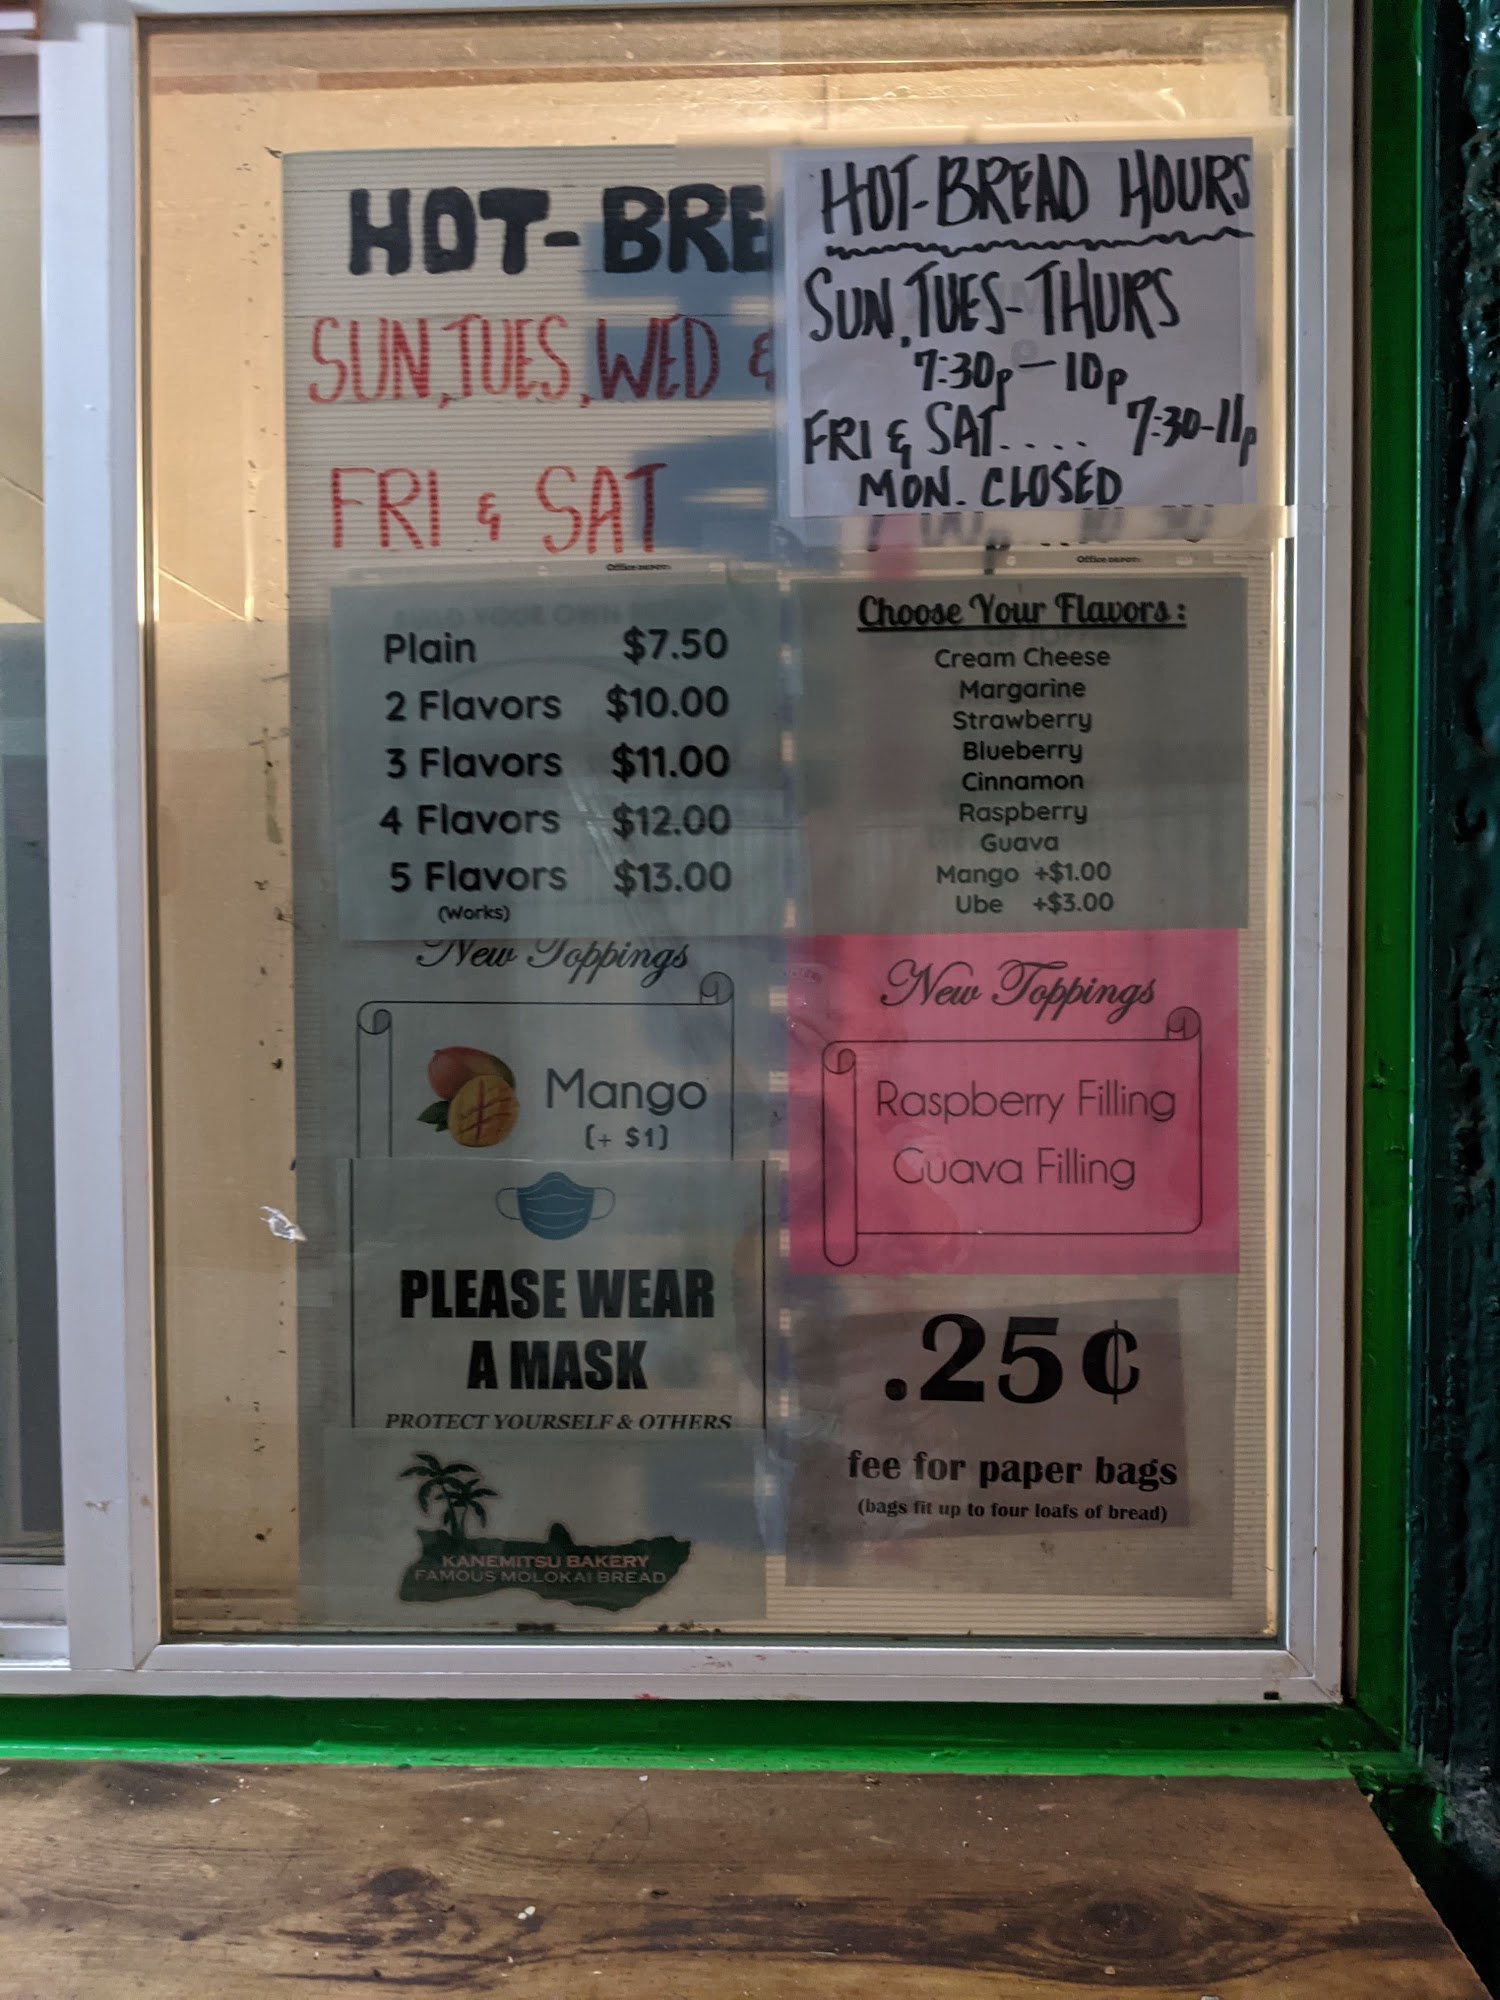 HOT-BRE
SUN, TUES, WED &
FRI & SAT
HOT-BREAD HOURS
SUN, TUES-THURS
7:30p-10p
FRI & SAT.... 7:30-11p
MON. CLOSED
Office DEPOT
Plain $7.50
2 Flavors $10.00
3 Flavors $11.00
4 Flavors $12.00
5 Flavors $13.00
(Works)
Office DEPOT
Choose Your Flavors:
Cream Cheese
Margarine
Strawberry
Blueberry
Cinnamon
Raspberry
Guava
Mango +$1.00
Ube +$3.00
New Toppings
Mango
(+ $1)
New Toppings
Raspberry Filling
Guava Filling
PLEASE WEAR
A MASK
PROTECT YOURSELF & OTHERS
KANEMITSU BAKERY
FAMOUS MOLOKAI BREAD
.25¢
fee for paper bags
(bags fit up to four loafs of bread)